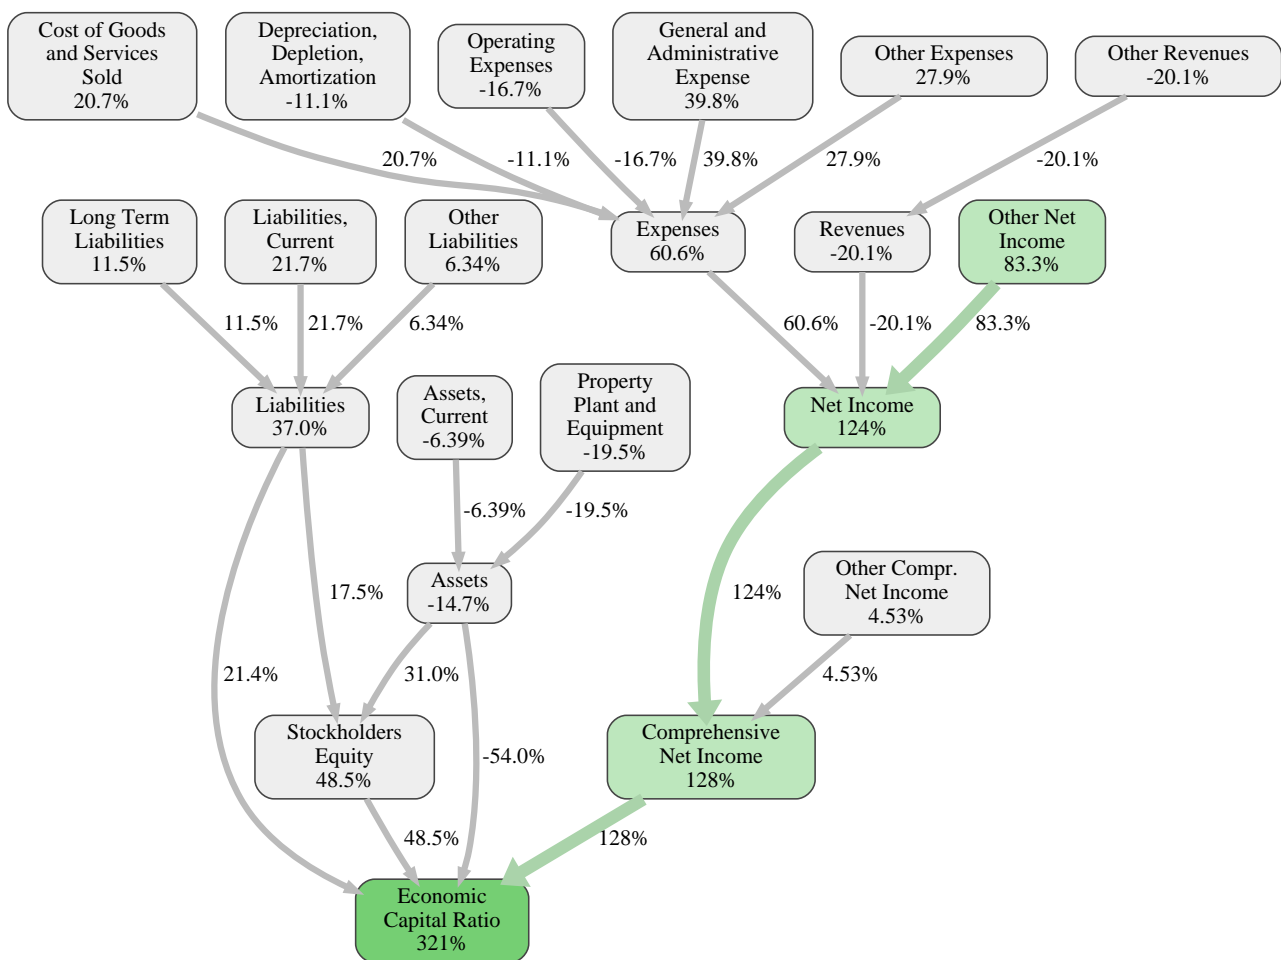 Cost of Goods
and Services
Sold
20.7%
Depreciation,
Depletion,
Amortization
-11.1%
Operating
Expenses
-16.7%
General and
Administrative
Expense
39.8%
Other Expenses
27.9%
Other Revenues
-20.1%
20.7%
-11.1%
-16.7%
39.8%
27.9%
-20.1%
Long Term
Liabilities
11.5%
Liabilities,
Current
21.7%
Other
Liabilities
6.34%
Expenses
60.6%
Revenues
-20.1%
Other Net
Income
83.3%
11.5%
21.7%
6.34%
60.6%
-20.1%
83.3%
Liabilities
37.0%
Assets,
Current
-6.39%
Property
Plant and
Equipment
-19.5%
Net Income
124%
-6.39%
-19.5%
Assets
-14.7%
17.5%
124%
Other Compr.
Net Income
4.53%
21.4%
31.0%
4.53%
Stockholders
Equity
48.5%
-54.0%
Comprehensive
Net Income
128%
48.5%
128%
Economic
Capital Ratio
321%